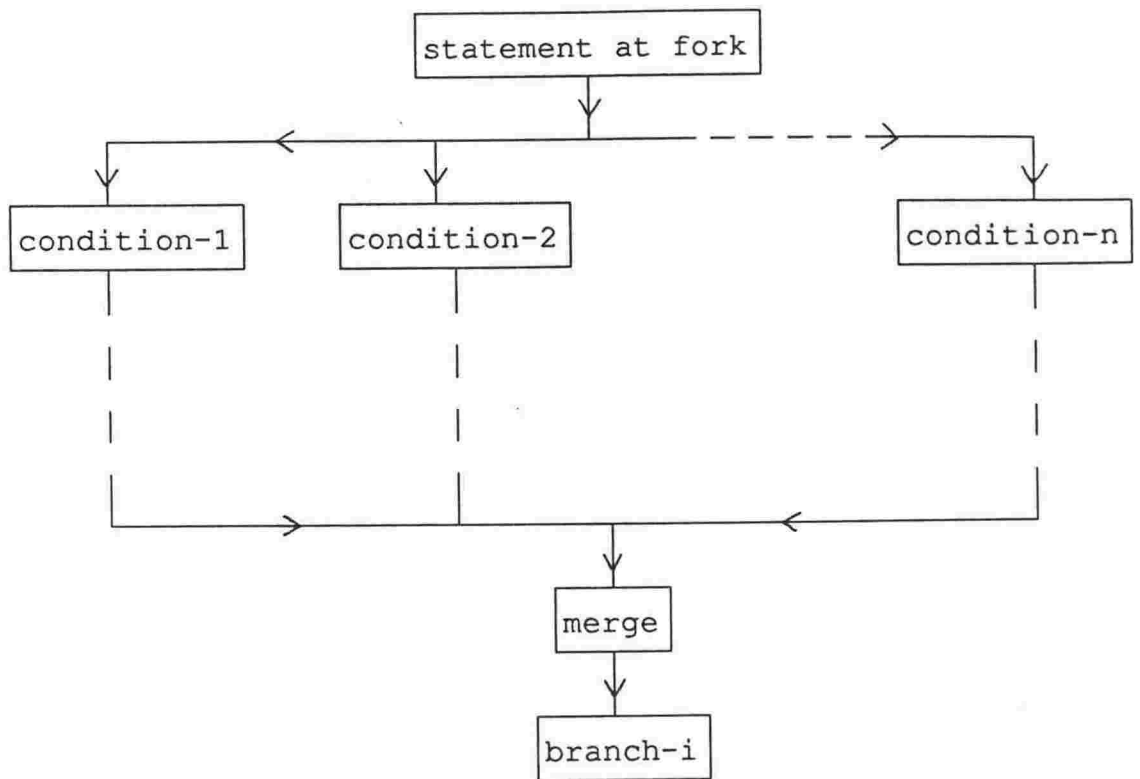 statement at fork
condition-1
condition-2
condition-n
merge
branch-i